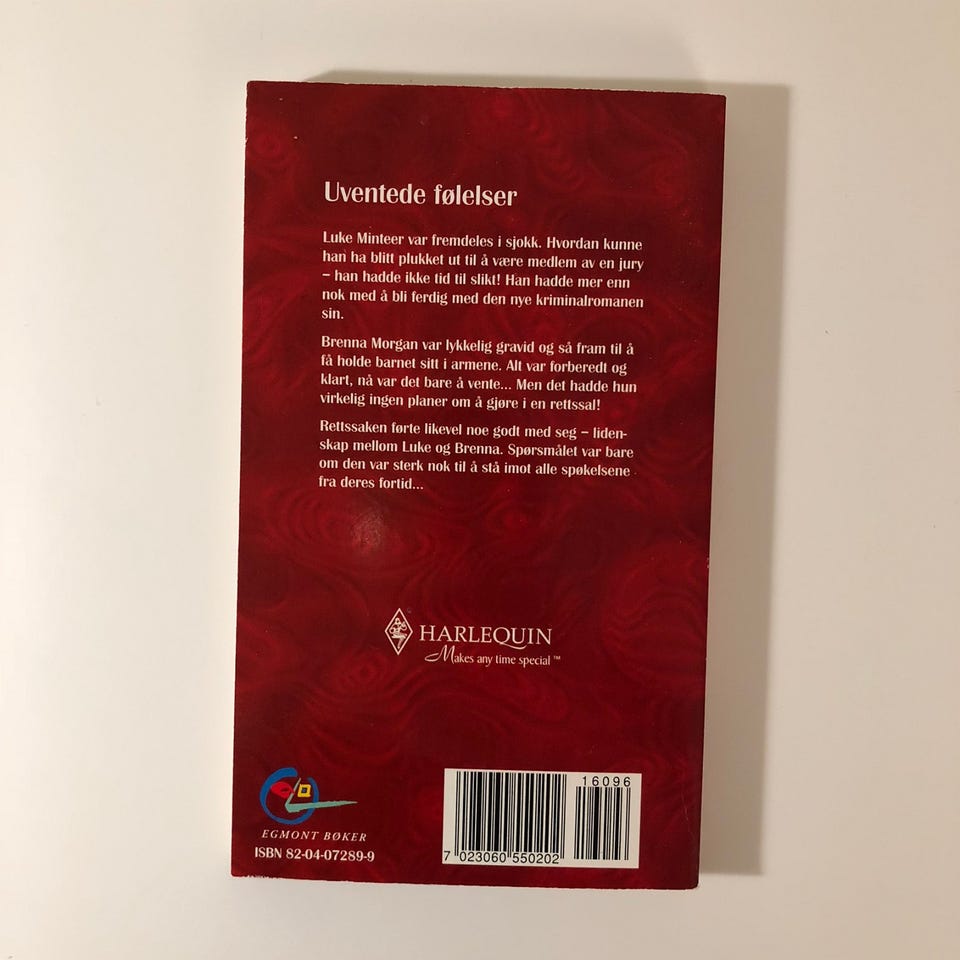 Uventede følelser
Luke Minteer var fremdeles i sjokk. Hvordan kunne
han ha blitt plukket ut til å være medlem av en jury
– han hadde ikke tid til slikt! Han hadde mer enn
nok med å bli ferdig med den nye kriminalromanen
sin.
Brenna Morgan var lykkelig gravid og så fram til å
få holde barnet sitt i armene. Alt var forberedt og
klart, nå var det bare å vente... Men det hadde hun
virkelig ingen planer om å gjøre i en rettssal!
Rettssaken førte likevel noe godt med seg – liden-
skap mellom Luke og Brenna. Spørsmålet var bare
om den var sterk nok til å stå imot alle spøkelsene
fra deres fortid...
HARLEQUIN
Makes any time special ™
EGMONT BØKER
ISBN 82-04-07289-9
16096
7 023060 550202